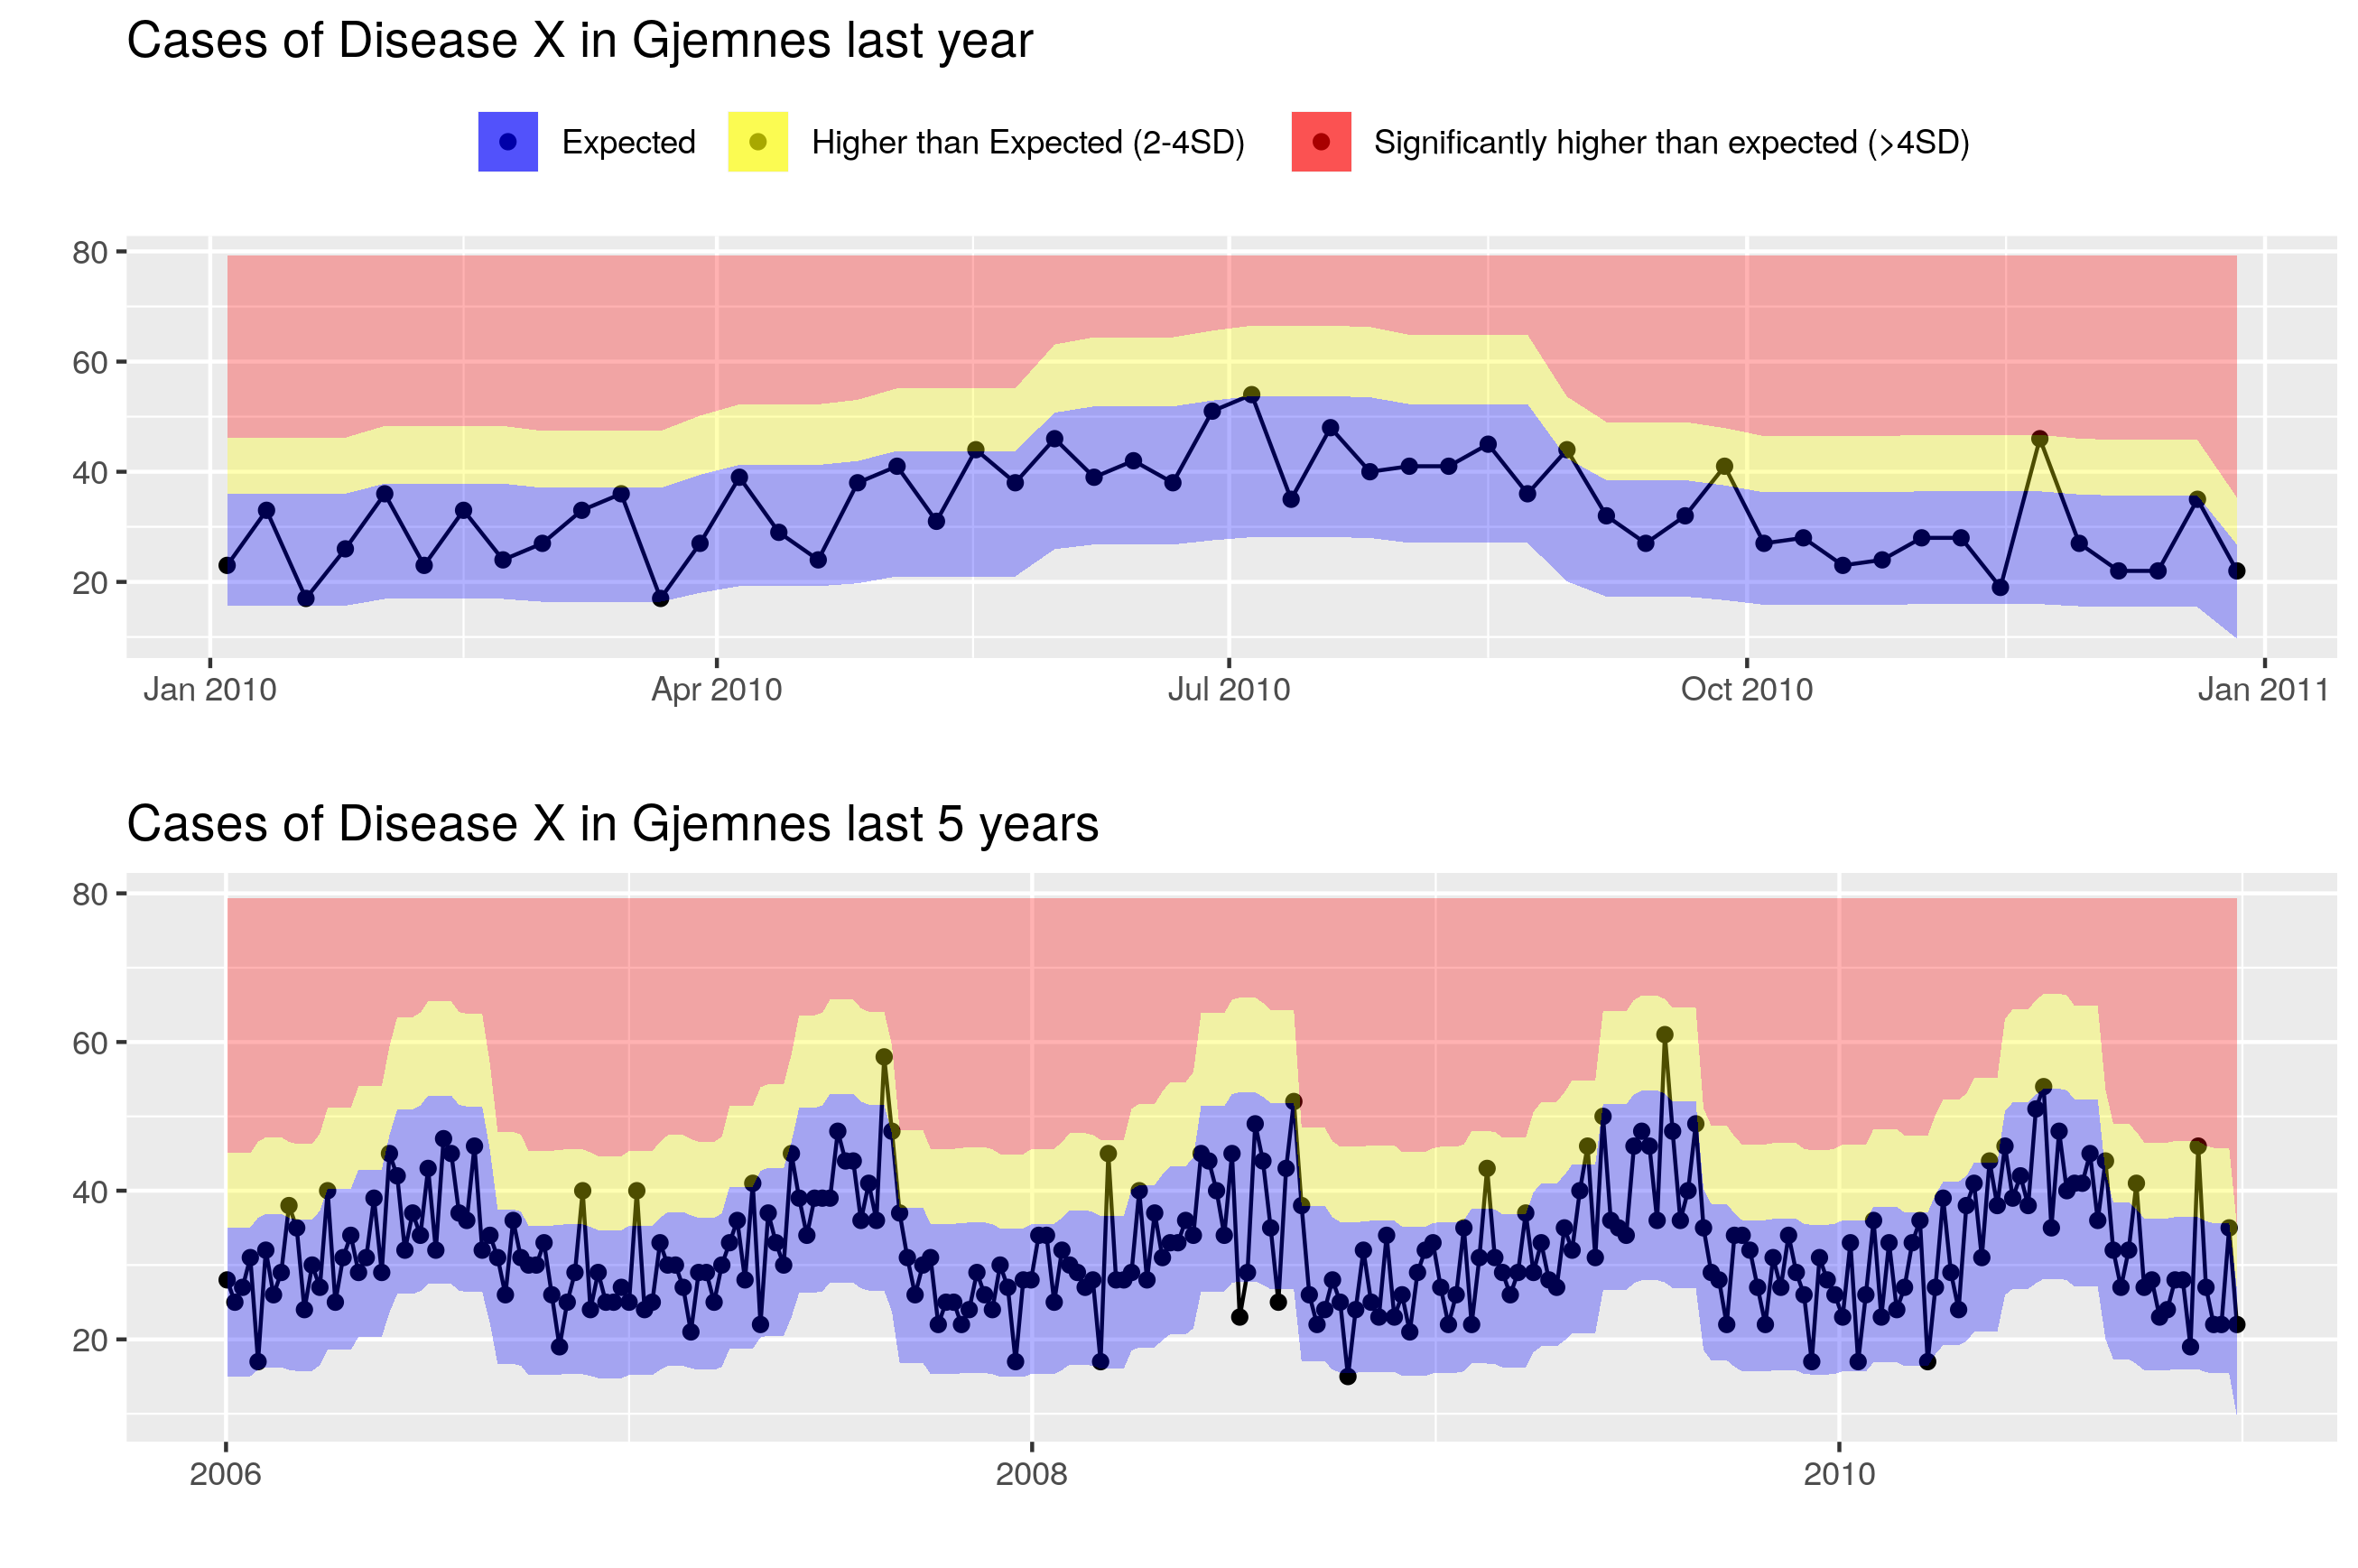 Cases of Disease X in Gjemnes last year
Expected Higher than Expected (2-4SD) Significantly higher than expected (>4SD)
80
60
40
20
Jan 2010 Apr 2010 Jul 2010 Oct 2010 Jan 2011
Cases of Disease X in Gjemnes last 5 years
80
60
40
20
2006 2008 2010